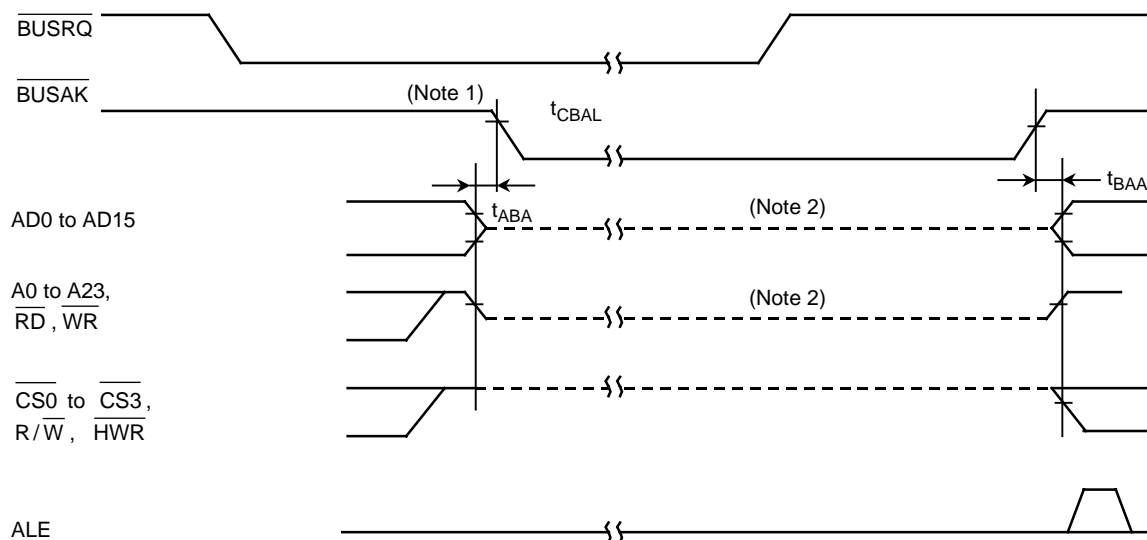 BUSRQ
BUSAK
(Note 1)
tCBAL
tBAA
tABA
AD0 to AD15
(Note 2)
A0 to A23,
RD , WR
(Note 2)
CS0 to CS3,
R/W, HWR
ALE